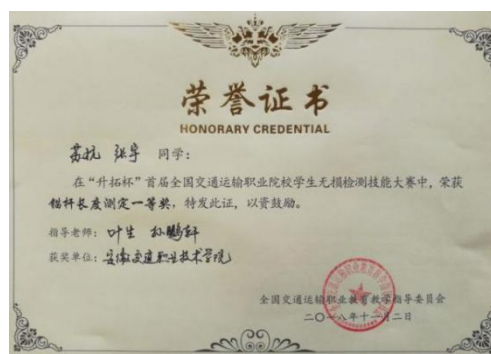 荣誉证书
HONORARY CREDENTIAL
苏航 张宇 同学:
在“升拓杯”首届全国交通运输职业院校学生无损检测技能大赛中,荣获
锚杆长度测定一等奖,特发此证,以资鼓励。
指导老师:叶生 孙鹏轩
获奖单位:安徽交通职业技术学院
全国交通运输职业教育教学指导委员会
二〇一八年十一月二日